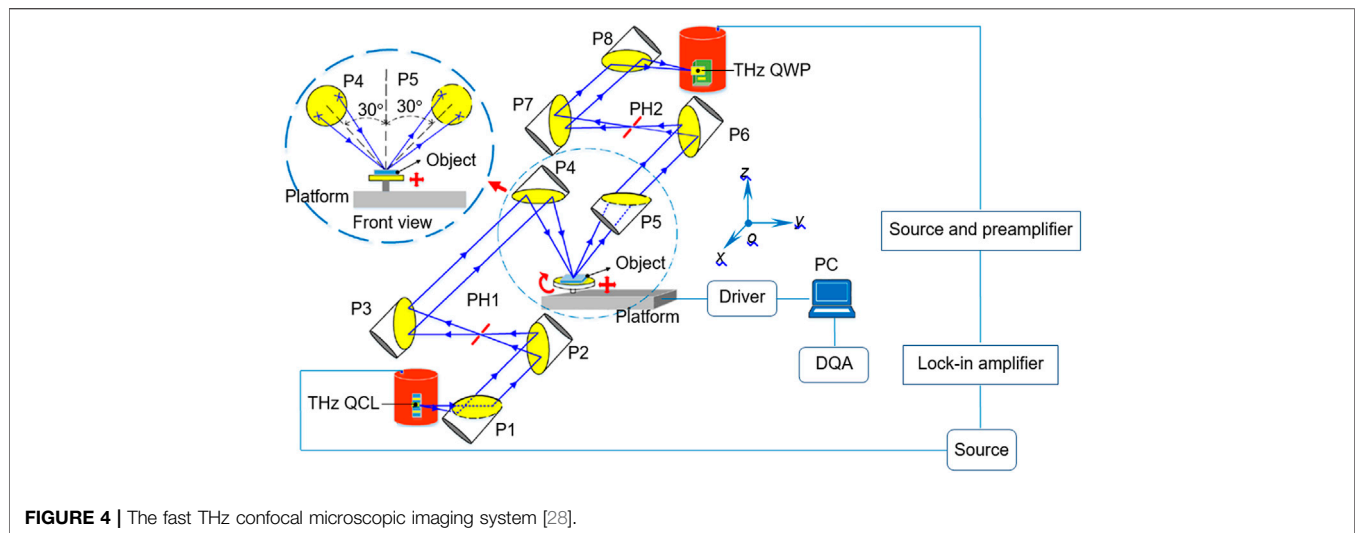 P8
THz QWP
P4
P5
30°
30°
P7
PH2
P6
Object
P4
Platform
Front view
P5
z
y
o
x
Source and preamplifier
Object
PC
PH1
Driver
P3
Platform
P2
DQA
Lock-in amplifier
THz QCL
P1
Source
FIGURE 4 | The fast THz confocal microscopic imaging system [28].